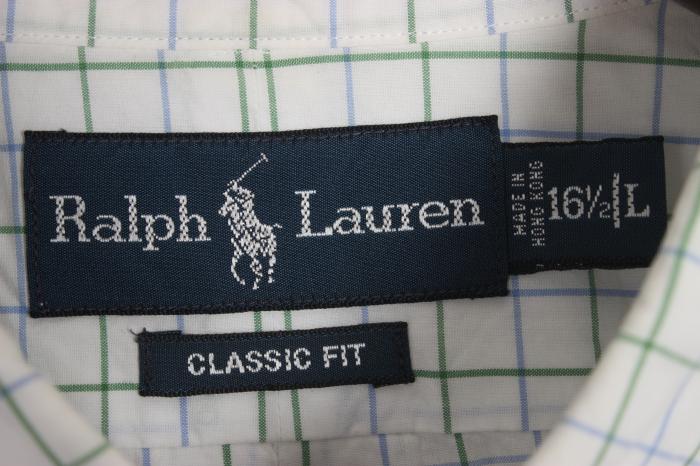 Ralph Lauren
MADE IN
HONG KONG
16½ L
CLASSIC FIT